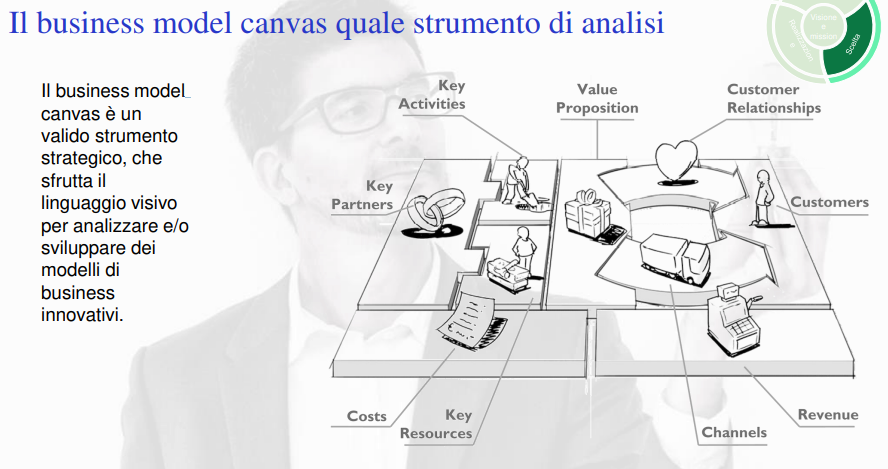 Il business model canvas quale strumento di analisi
Visione
e
mission
Scelta
Il business model
canvas è un
valido strumento
strategico, che
sfrutta il
linguaggio visivo
per analizzare e/o
sviluppare dei
modelli di
business
innovativi.
Key
Activities
Value
Proposition
Customer
Relationships
Key
Partners
Customers
Costs
Key
Resources
Channels
Revenue